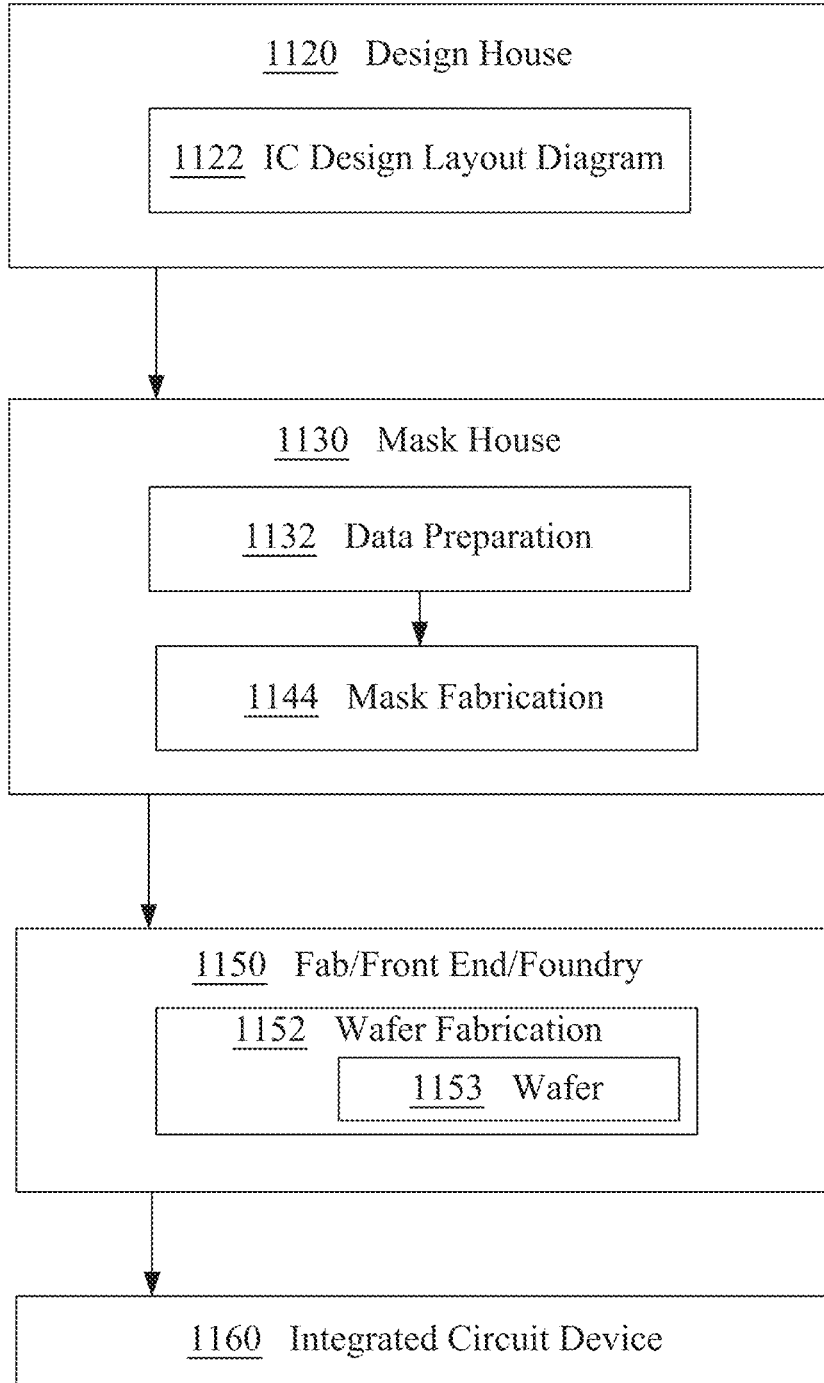 1120 Design House
1122 IC Design Layout Diagram
1130 Mask House
1132 Data Preparation
1144 Mask Fabrication
1150 Fab/Front End/Foundry
1152 Wafer Fabrication
1153 Wafer
1160 Integrated Circuit Device